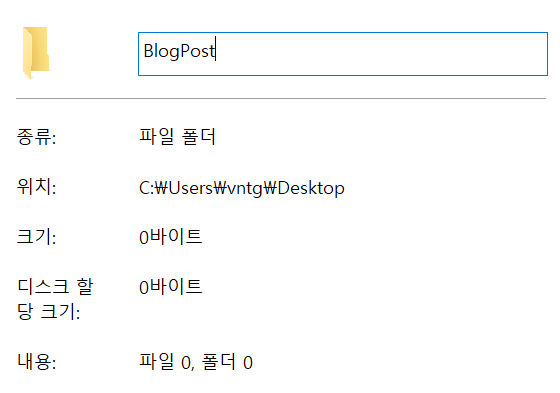 BlogPost
종류: 파일 폴더
위치: C:₩Users₩vntg₩Desktop
크기: 0바이트
디스크 할 0바이트
당 크기:
내용: 파일 0, 폴더 0